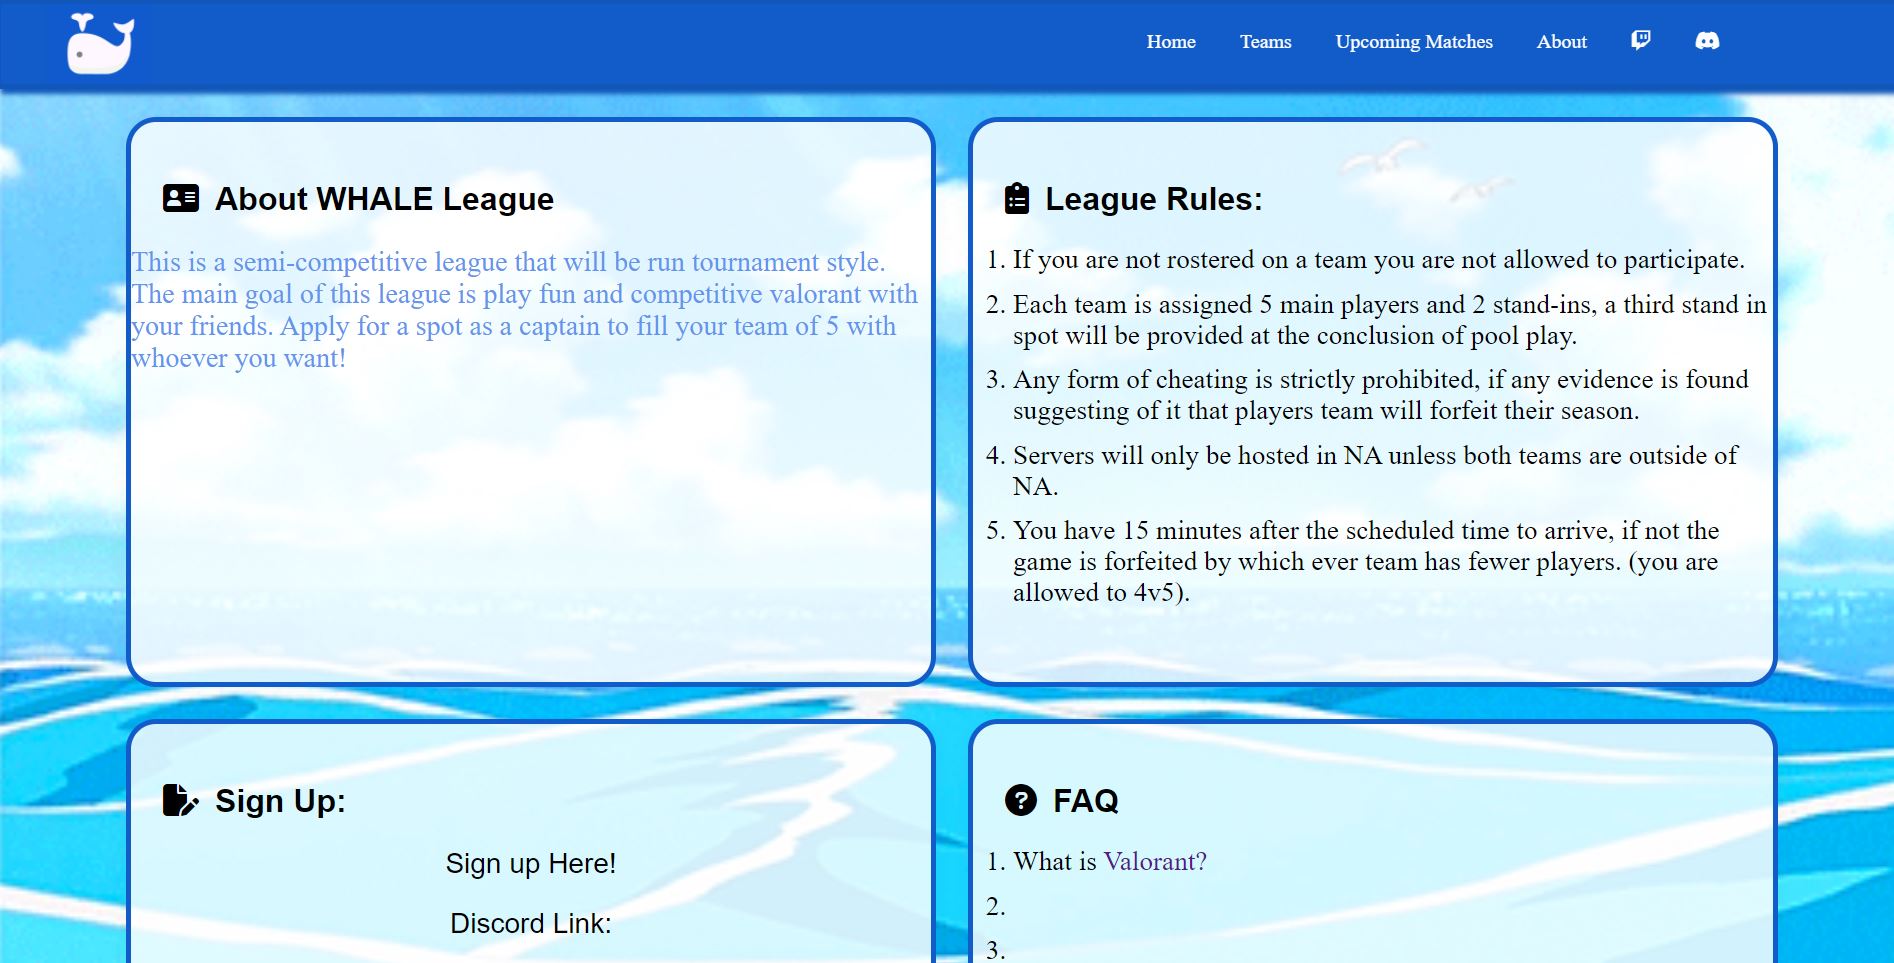 Home Teams Upcoming Matches About
About WHALE League
This is a semi-competitive league that will be run tournament style.
The main goal of this league is play fun and competitive valorant with
your friends. Apply for a spot as a captain to fill your team of 5 with
whoever you want!
League Rules:
1. If you are not rostered on a team you are not allowed to participate.
2. Each team is assigned 5 main players and 2 stand-ins, a third stand in
spot will be provided at the conclusion of pool play.
3. Any form of cheating is strictly prohibited, if any evidence is found
suggesting of it that players team will forfeit their season.
4. Servers will only be hosted in NA unless both teams are outside of
NA.
5. You have 15 minutes after the scheduled time to arrive, if not the
game is forfeited by which ever team has fewer players. (you are
allowed to 4v5).
Sign Up:
Sign up Here!
Discord Link:
FAQ
1. What is Valorant?
2.
3.